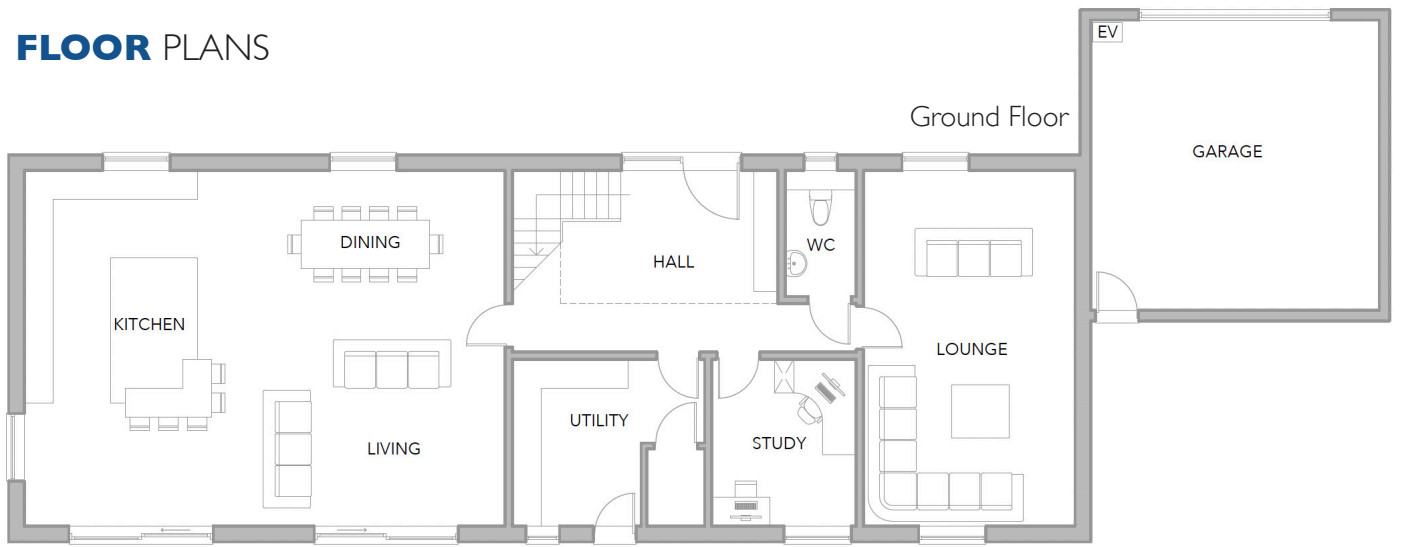 FLOOR PLANS
EV
Ground Floor
GARAGE
DINING
WC
HALL
KITCHEN
LOUNGE
UTILITY
STUDY
LIVING